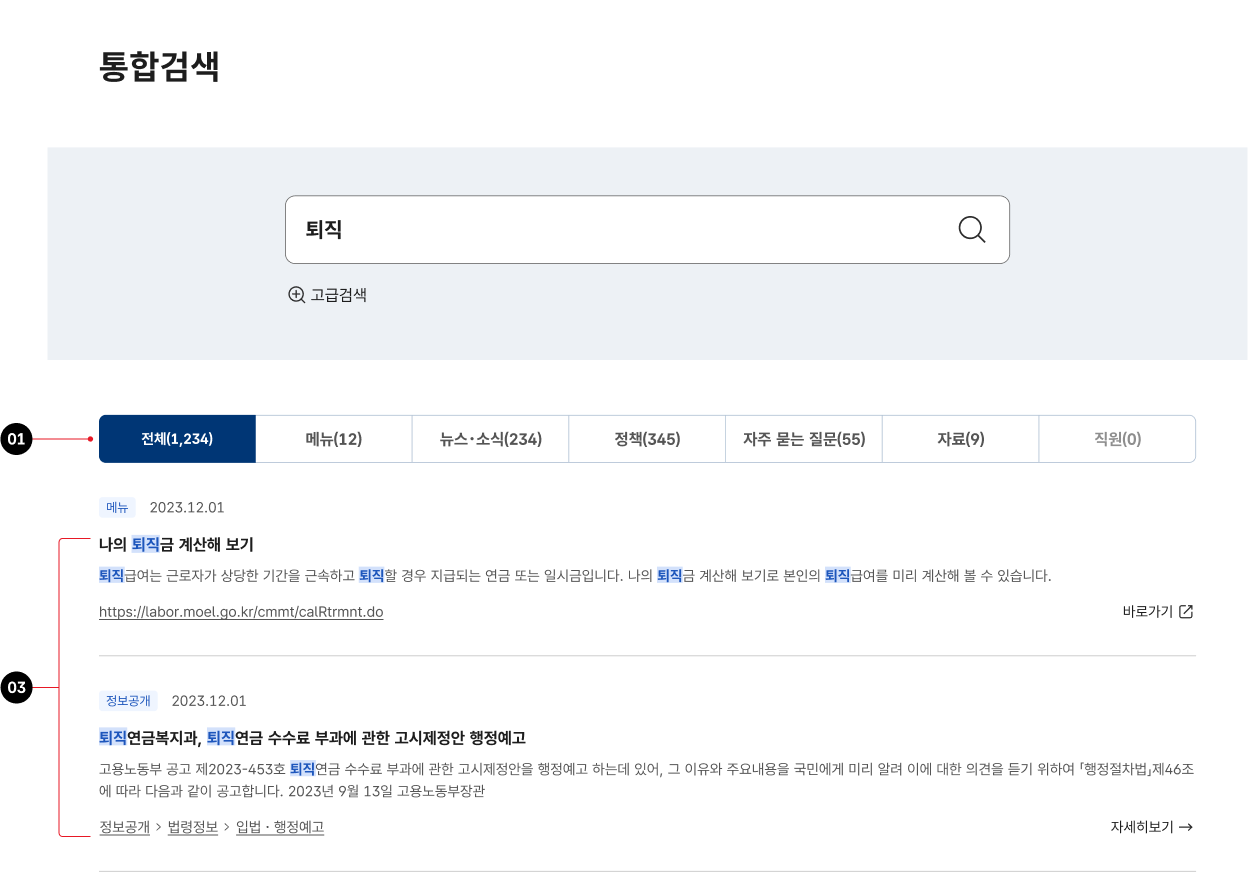 통합검색
퇴직
고급검색
01
전체(1,234) 메뉴(12) 뉴스·소식(234) 정책(345) 자주 묻는 질문(55) 자료(9) 직원(0)
메뉴 2023.12.01
나의 퇴직금 계산해 보기
퇴직급여는 근로자가 상당한 기간을 근속하고 퇴직할 경우 지급되는 연금 또는 일시금입니다. 나의 퇴직금 계산해 보기로 본인의 퇴직급여를 미리 계산해 볼 수 있습니다.
https://labor.moel.go.kr/cmmt/calRtrmnt.do 바로가기
03
정보공개 2023.12.01
퇴직연금복지과, 퇴직연금 수수료 부과에 관한 고시제정안 행정예고
고용노동부 공고 제2023-453호 퇴직연금 수수료 부과에 관한 고시제정안을 행정예고 하는데 있어, 그 이유와 주요내용을 국민에게 미리 알려 이에 대한 의견을 듣기 위하여 「행정절차법」제46조
에 따라 다음과 같이 공고합니다. 2023년 9월 13일 고용노동부장관
정보공개 > 법령정보 > 입법·행정예고 자세히보기 →